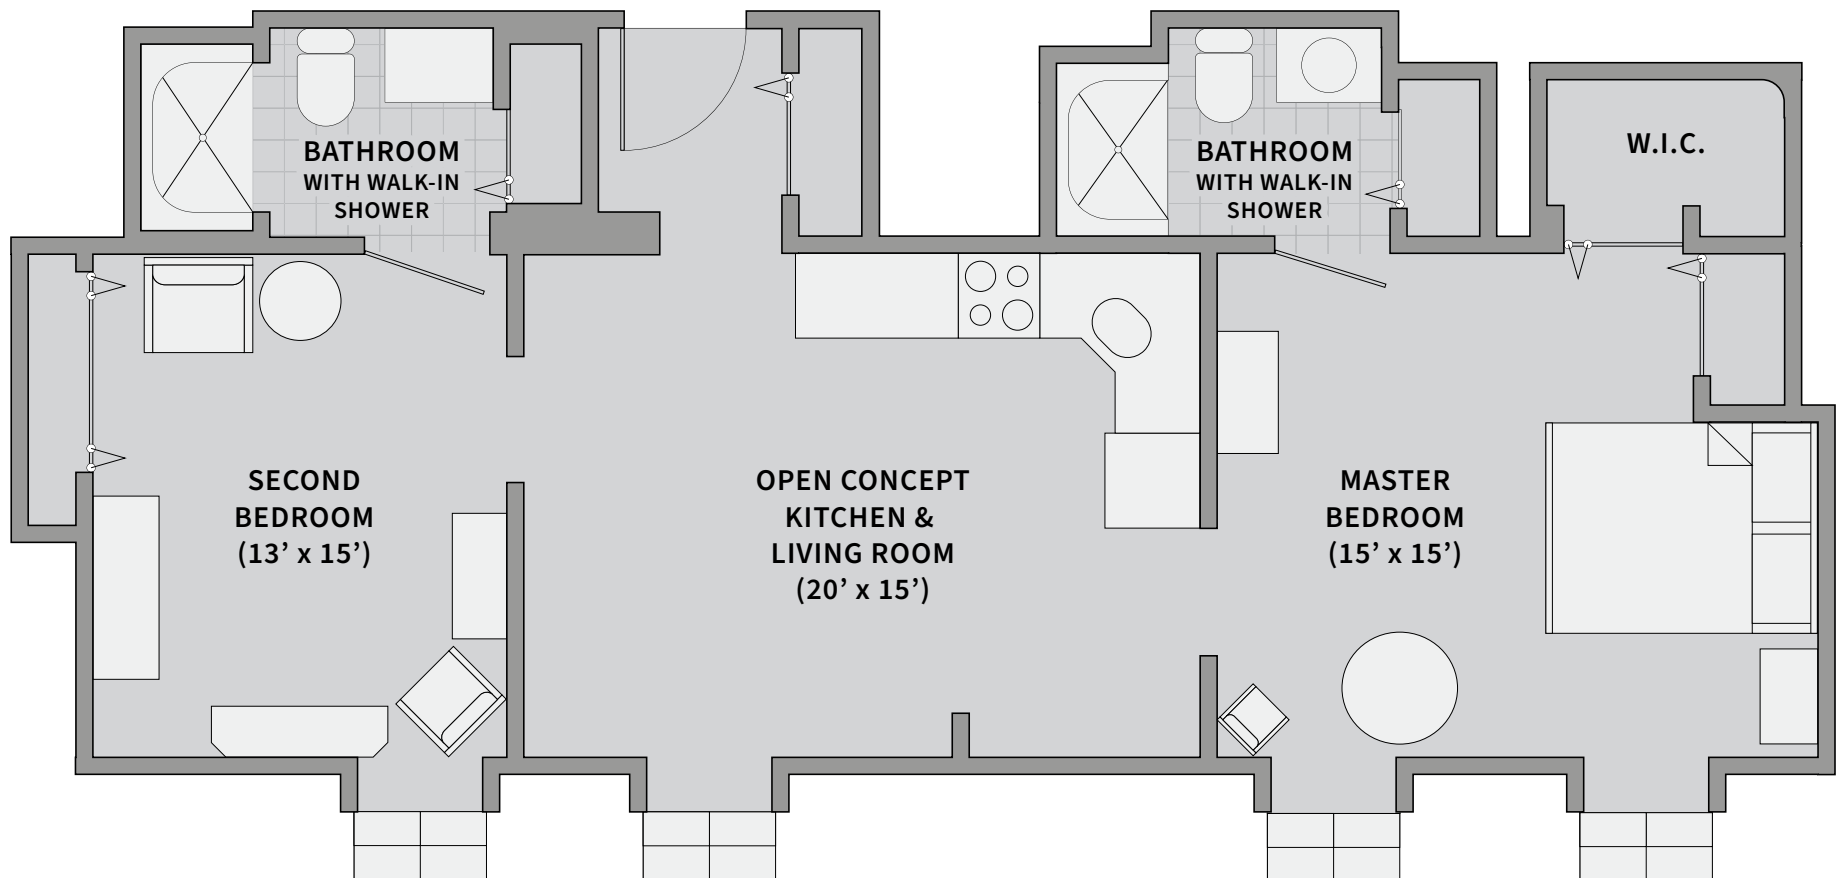 BATHROOM
WITH WALK-IN
SHOWER
BATHROOM
WITH WALK-IN
SHOWER
W.I.C.
SECOND
BEDROOM
(13’ x 15’)
OPEN CONCEPT
KITCHEN &
LIVING ROOM
(20’ x 15’)
MASTER
BEDROOM
(15’ x 15’)